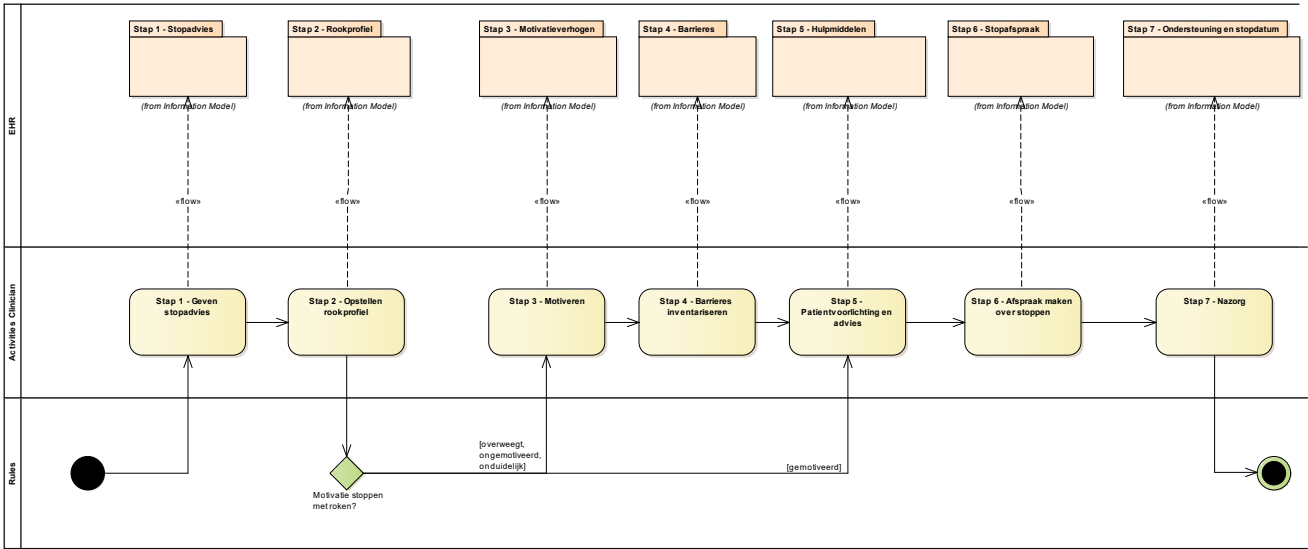 EHR
Stap 1 - Stopadvies
(from Information Model)
Stap 2 - Rookprofiel
(from Information Model)
Stap 3 - Motivatieverhogen
(from Information Model)
Stap 4 - Barrieres
(from Information Model)
Stap 5 - Hulpmiddelen
(from Information Model)
Stap 6 - Stopafspraak
(from Information Model)
Stap 7 - Ondersteuning en stopdatum
(from Information Model)
«flow»
«flow»
«flow»
«flow»
«flow»
«flow»
«flow»
Activities Clinician
Stap 1 - Geven
stopadvies
Stap 2 - Opstellen
rookprofiel
Stap 3 - Motiveren
Stap 4 - Barrieres
inventariseren
Stap 5 -
Patientvoorlichting en
advies
Stap 6 - Afspraak maken
over stoppen
Stap 7 - Nazorg
Rules
Motivatie stoppen
met roken?
[overweegt,
ongemotiveerd,
onduidelijk]
[gemotiveerd]